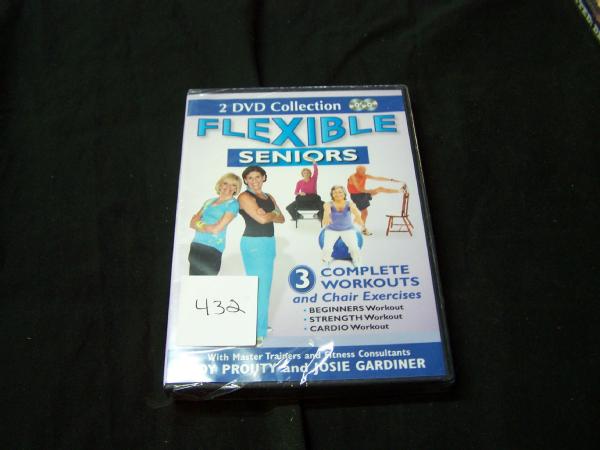 2 DVD Collection
FLEXIBLE
SENIORS
3 COMPLETE
WORKOUTS
and Chair Exercises
• BEGINNERS Workout
• STRENGTH Workout
• CARDIO Workout
432
With Master Trainers and Fitness Consultants
PROUTY and JOSIE GARDINER